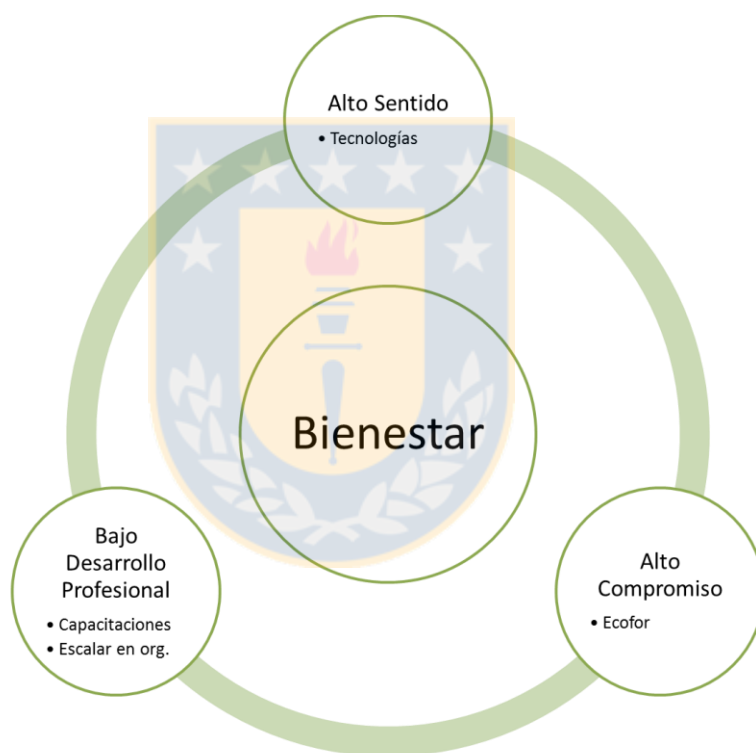 Alto Sentido
• Tecnologías
Bienestar
Bajo
Desarrollo
Profesional
• Capacitaciones
• Escalar en org.
Alto
Compromiso
• Ecofor